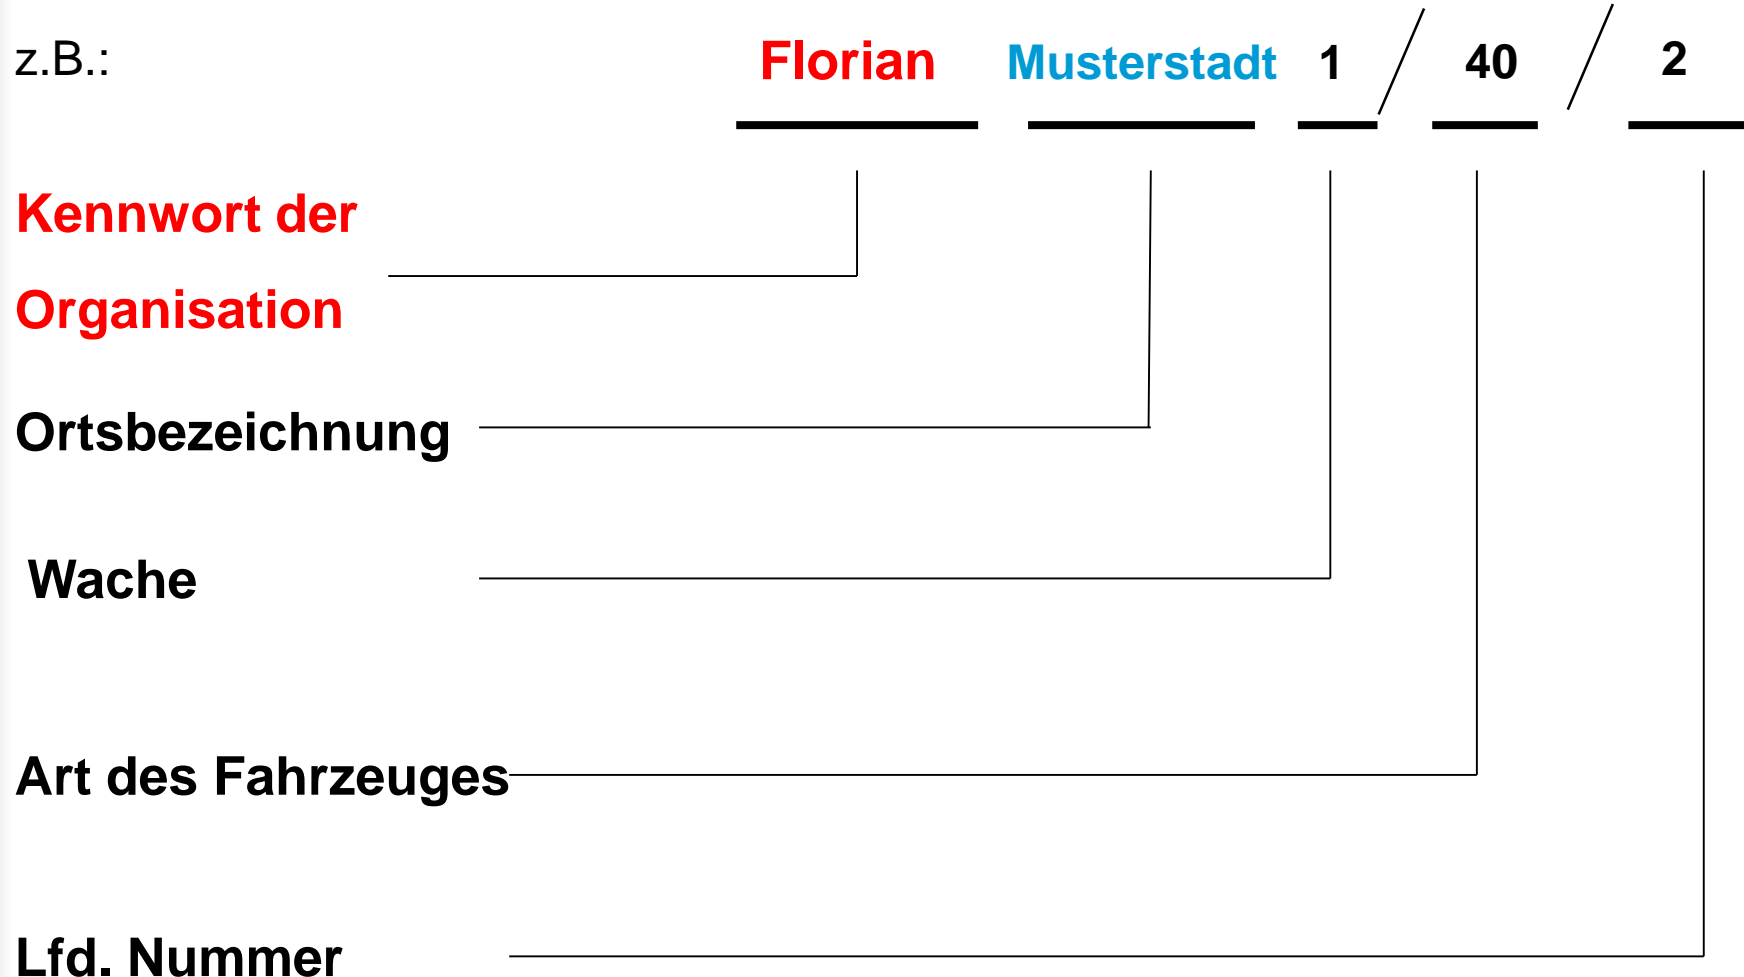 z.B.: Florian Musterstadt 1 / 40 / 2
Kennwort der
Organisation
Ortsbezeichnung
Wache
Art des Fahrzeuges
Lfd. Nummer